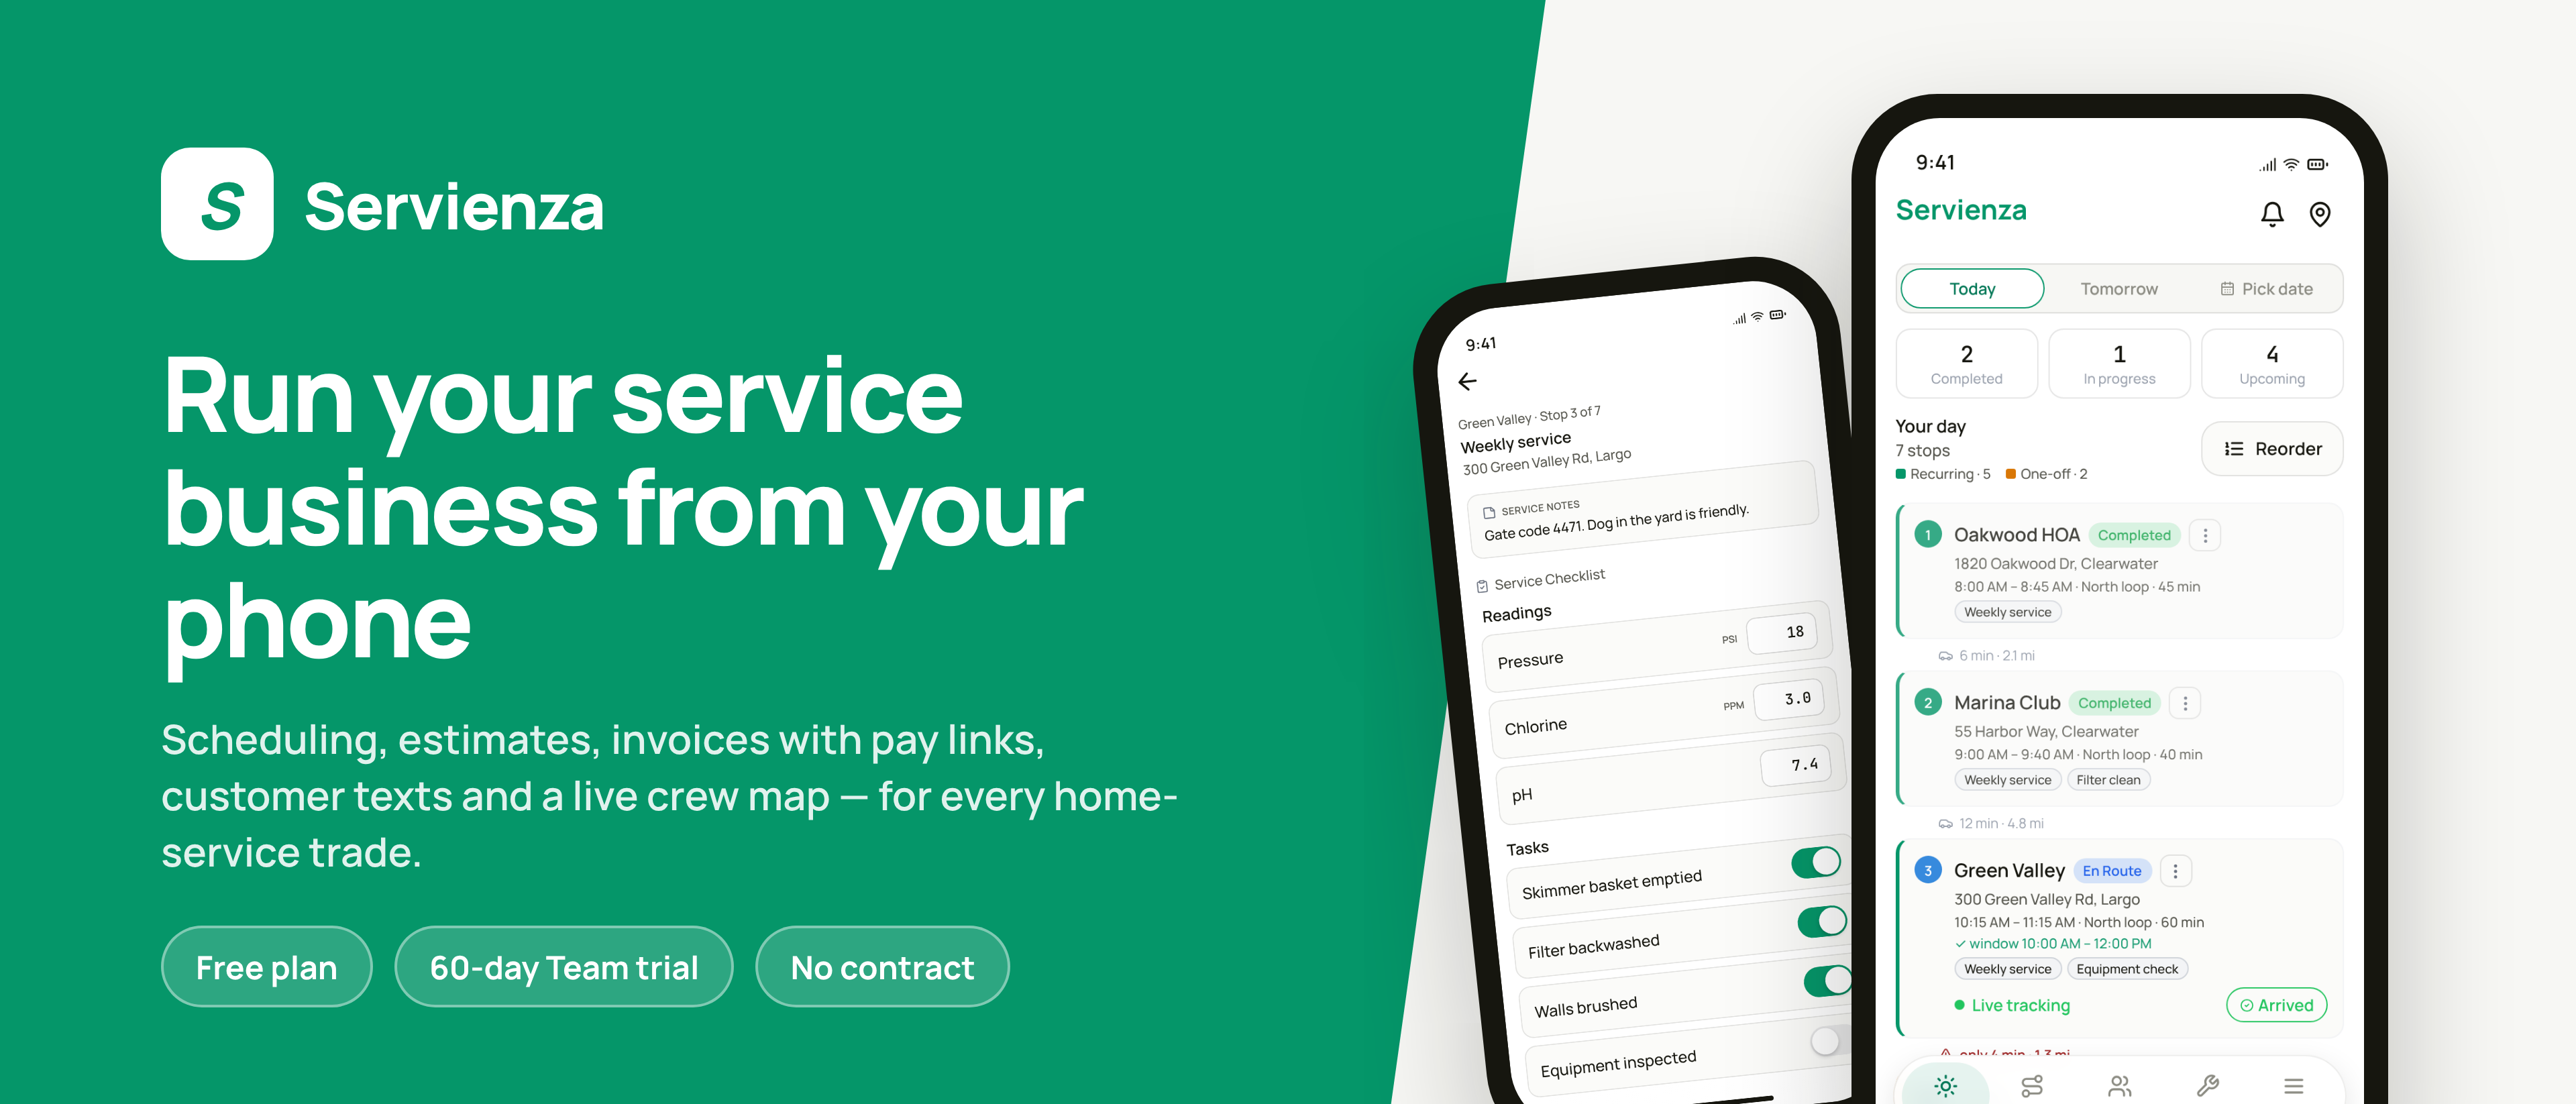 S Servienza
Run your service
business from your
phone
Scheduling, estimates, invoices with pay links,
customer texts and a live crew map — for every home-
service trade.
Free plan
60-day Team trial
No contract
9:41
Green Valley · Stop 3 of 7
Weekly service
300 Green Valley Rd, Largo
SERVICE NOTES
Gate code 4471. Dog in the yard is friendly.
Service Checklist
Readings
Pressure PSI 18
Chlorine PPM 3.0
pH 7.4
Tasks
Skimmer basket emptied
Filter backwashed
Walls brushed
Equipment inspected
9:41
Servienza
Today Tomorrow Pick date
2 1 4
Completed In progress Upcoming
Your day
7 stops
Recurring · 5 One-off · 2
Reorder
1 Oakwood HOA Completed
1820 Oakwood Dr, Clearwater
8:00 AM – 8:45 AM · North loop · 45 min
Weekly service
6 min · 2.1 mi
2 Marina Club Completed
55 Harbor Way, Clearwater
9:00 AM – 9:40 AM · North loop · 40 min
Weekly service Filter clean
12 min · 4.8 mi
3 Green Valley En Route
300 Green Valley Rd, Largo
10:15 AM – 11:15 AM · North loop · 60 min
✓ window 10:00 AM – 12:00 PM
Weekly service Equipment check
Live tracking Arrived
only 4 min · 1.3 mi